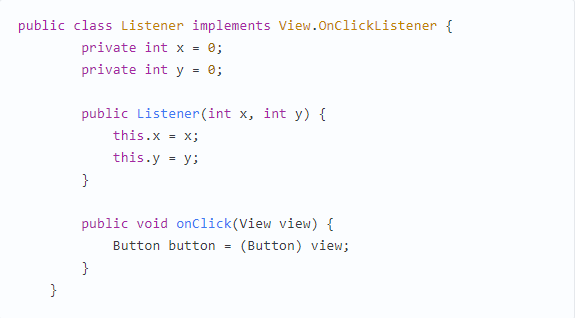 public class Listener implements View.OnClickListener {
        private int x = 0;
        private int y = 0;

        public Listener(int x, int y) {
            this.x = x;
            this.y = y;
        }

        public void onClick(View view) {
            Button button = (Button) view;
        }
    }